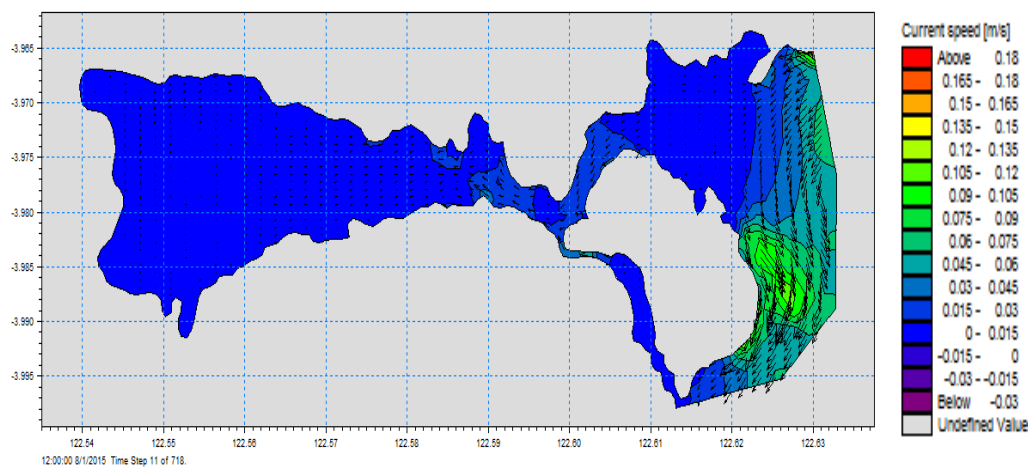 Current speed [m/s]
Above 0.18
0.165 - 0.18
0.15 - 0.165
0.135 - 0.15
0.12 - 0.135
0.105 - 0.12
0.09 - 0.105
0.075 - 0.09
0.06 - 0.075
0.045 - 0.06
0.03 - 0.045
0.015 - 0.03
0 - 0.015
-0.015 - 0
-0.03 - -0.015
Below -0.03
Undefined Value
-3.965
-3.970
-3.975
-3.980
-3.985
-3.990
-3.995
122.54 122.55 122.56 122.57 122.58 122.59 122.60 122.61 122.62 122.63
12:00:00 8/1/2015 Time Step 11 of 718.